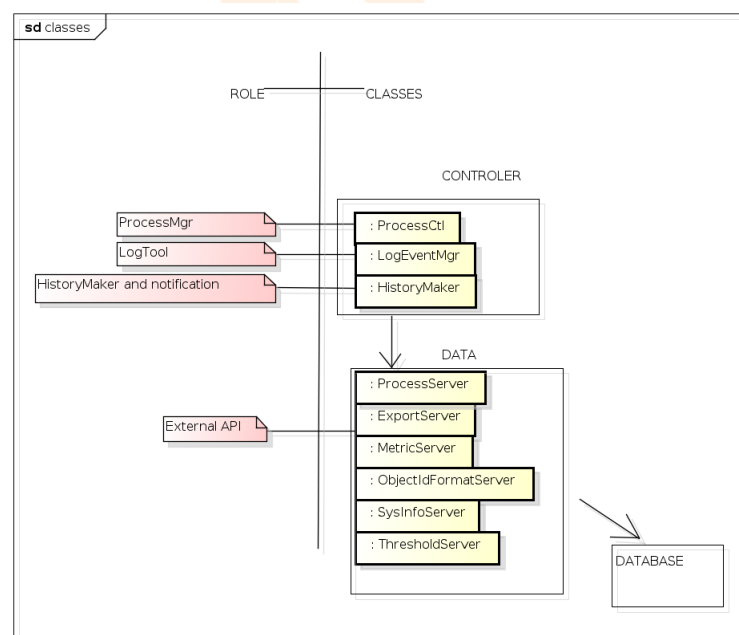 sd classes
ROLE
CLASSES
CONTROLER
ProcessMgr
: ProcessCtl
LogTool
: LogEventMgr
HistoryMaker and notification
: HistoryMaker
DATA
: ProcessServer
: ExportServer
External API
: MetricServer
: ObjectIdFormatServer
: SysInfoServer
: ThresholdServer
DATABASE